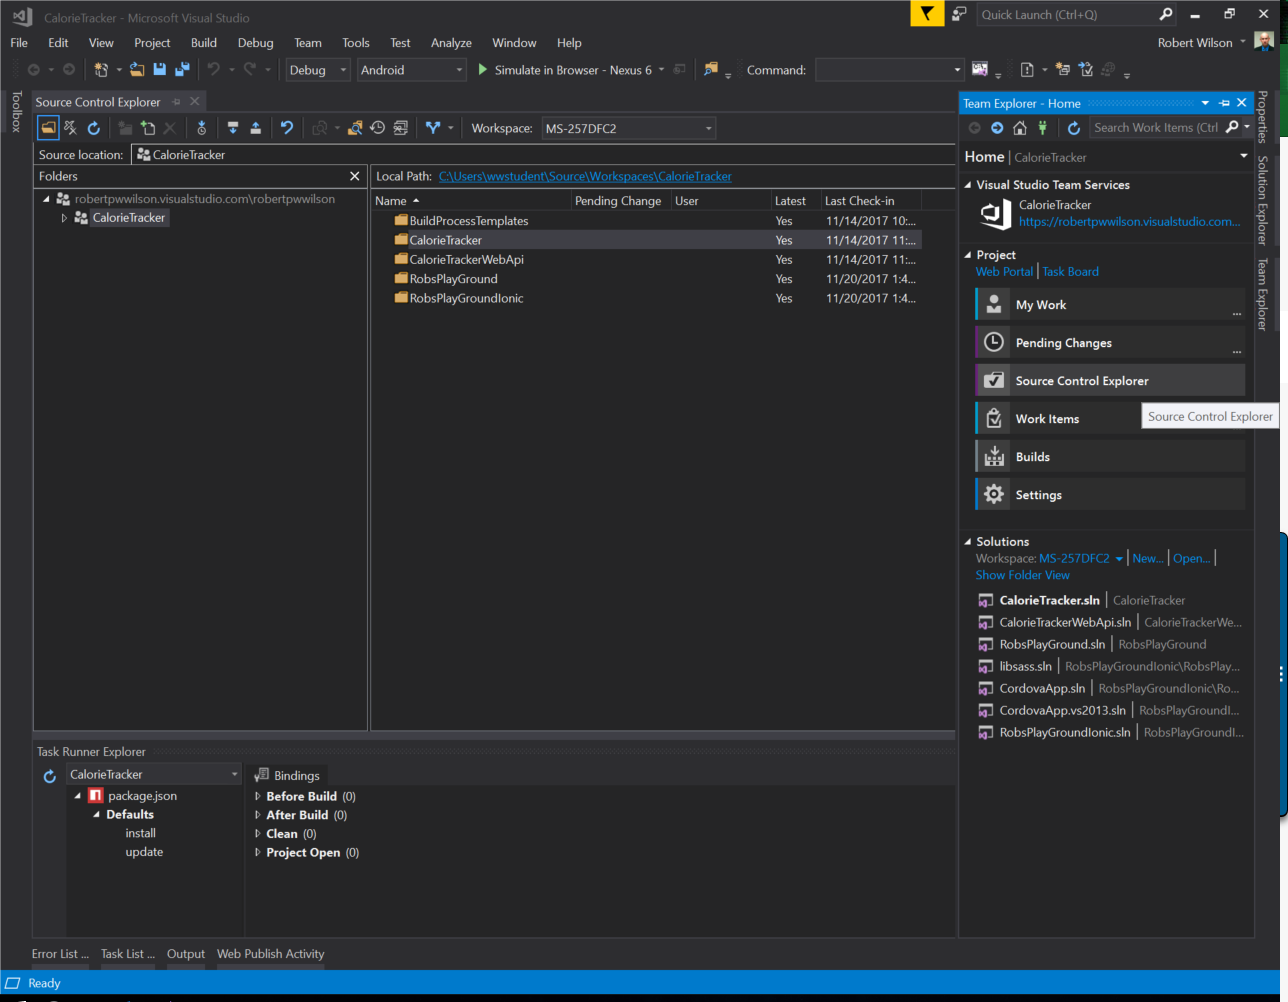 CalorieTracker - Microsoft Visual Studio
Quick Launch (Ctrl+Q)
File Edit View Project Build Debug Team Tools Test Analyze Window Help
Robert Wilson
Debug Android Simulate in Browser - Nexus 6 Command:
Toolbox
Source Control Explorer
Workspace: MS-257DFC2
Source location: CalorieTracker
Folders
robertpwwilson.visualstudio.com\robertpwwilson
CalorieTracker
Local Path: C:\Users\wwstudent\Source\Workspaces\CalorieTracker
Name Pending Change User Latest Last Check-in
BuildProcessTemplates Yes 11/14/2017 10:...
CalorieTracker Yes 11/14/2017 11:...
CalorieTrackerWebApi Yes 11/14/2017 11:...
RobsPlayGround Yes 11/20/2017 1:4...
RobsPlayGroundIonic Yes 11/20/2017 1:4...
Team Explorer - Home
Search Work Items (Ctrl
Home | CalorieTracker
Visual Studio Team Services
CalorieTracker
https://robertpwwilson.visualstudio.com...
Project
Web Portal | Task Board
My Work
...
Pending Changes
...
Source Control Explorer
Source Control Explorer
Work Items
Builds
Settings
Solutions
Workspace: MS-257DFC2 | New... | Open... |
Show Folder View
CalorieTracker.sln | CalorieTracker
CalorieTrackerWebApi.sln | CalorieTrackerWe...
RobsPlayGround.sln | RobsPlayGround
libsass.sln | RobsPlayGroundIonic\RobsPlay...
CordovaApp.sln | RobsPlayGroundIonic\Ro...
CordovaApp.vs2013.sln | RobsPlayGroundI...
RobsPlayGroundIonic.sln | RobsPlayGroundI...
Properties
Solution Explorer
Team Explorer
Task Runner Explorer
CalorieTracker
package.json
Defaults
install
update
Bindings
Before Build (0)
After Build (0)
Clean (0)
Project Open (0)
Error List ... Task List ... Output Web Publish Activity
Ready